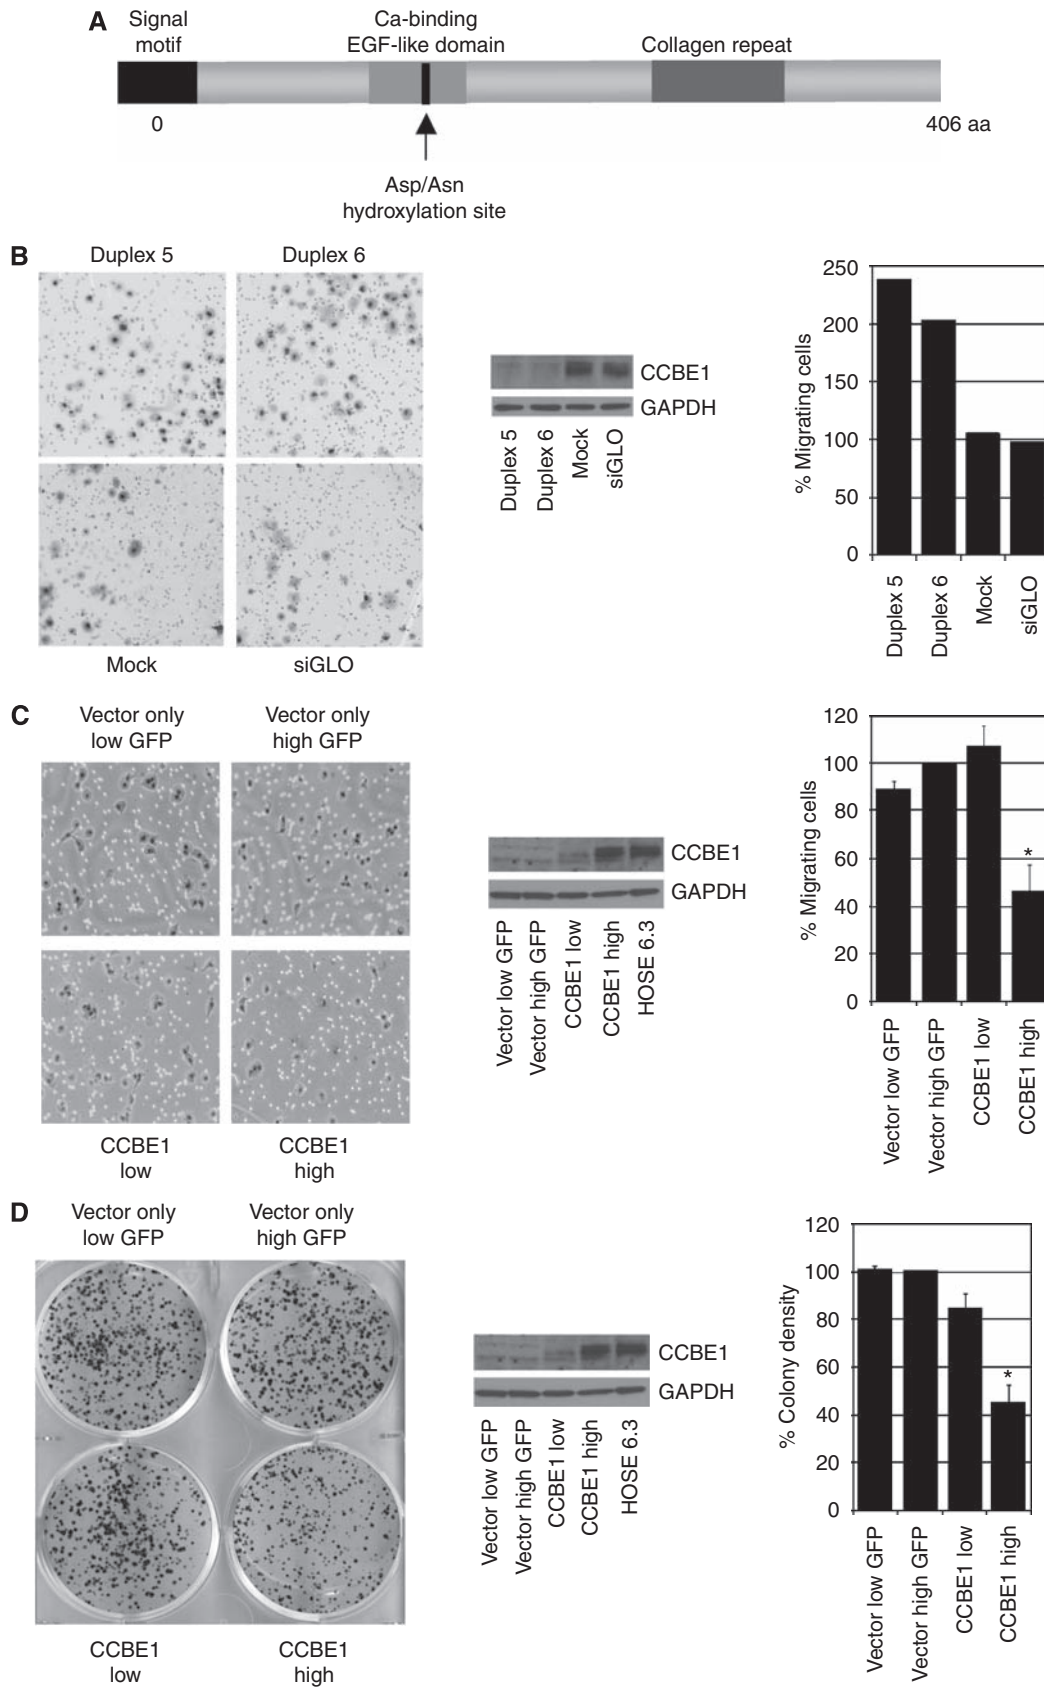 A
Signal
motif
Ca-binding
EGF-like domain
Collagen repeat
0
406 aa
Asp/Asn
hydroxylation site
B
Duplex 5
Duplex 6
Mock
siGLO
CCBE1
GAPDH
Duplex 5
Duplex 6
Mock
siGLO
% Migrating cells
250
200
150
100
50
0
Duplex 5
Duplex 6
Mock
siGLO
C
Vector only
low GFP
Vector only
high GFP
CCBE1
low
CCBE1
high
CCBE1
GAPDH
Vector low GFP
Vector high GFP
CCBE1 low
CCBE1 high
HOSE 6.3
% Migrating cells
120
100
80
60
40
20
0
*
Vector low GFP
Vector high GFP
CCBE1 low
CCBE1 high
D
Vector only
low GFP
Vector only
high GFP
CCBE1
low
CCBE1
high
CCBE1
GAPDH
Vector low GFP
Vector high GFP
CCBE1 low
CCBE1 high
HOSE 6.3
% Colony density
120
100
80
60
40
20
0
*
Vector low GFP
Vector high GFP
CCBE1 low
CCBE1 high